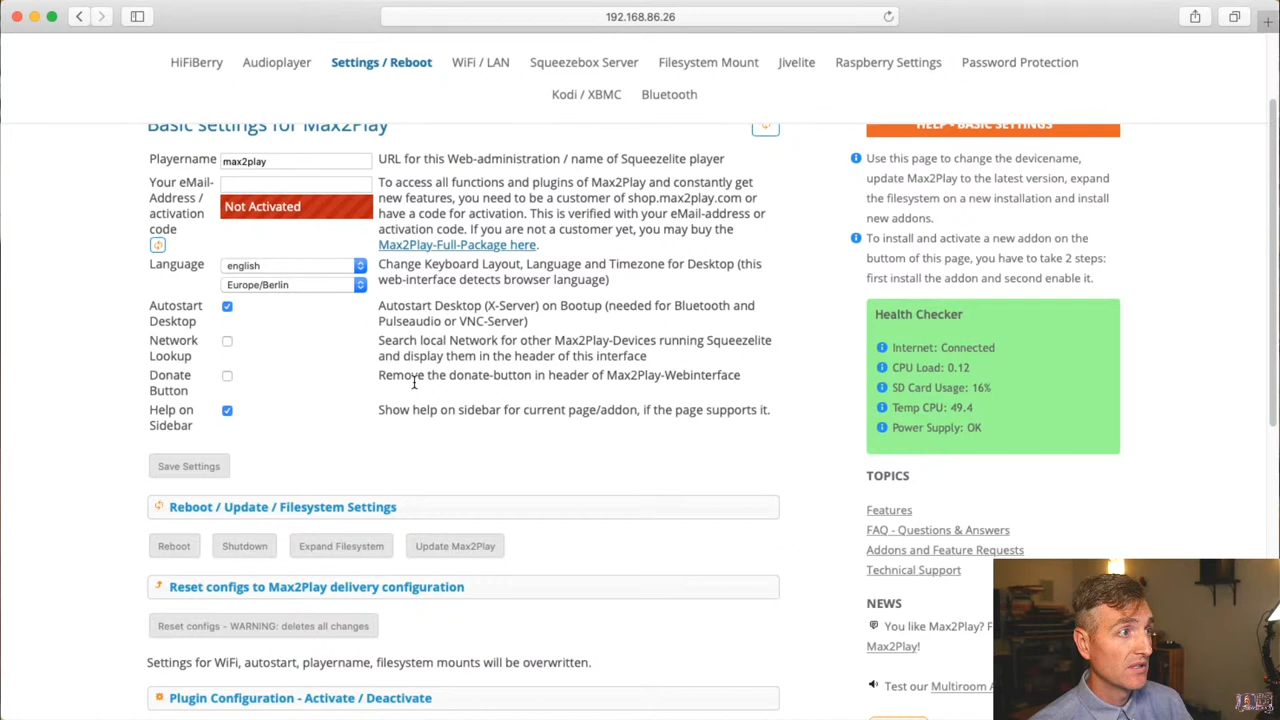 192.168.86.26
HiFiBerry Audioplayer Settings / Reboot WiFi / LAN Squeezebox Server Filesystem Mount Jivelite Raspberry Settings Password Protection
Kodi / XBMC Bluetooth
Basic settings for Max2Play
Playername max2play URL for this Web-administration / name of Squeezelite player
Your eMail-
Address /
activation
code
Not Activated
To access all functions and plugins of Max2Play and constantly get
new features, you need to be a customer of shop.max2play.com or
have a code for activation. This is verified with your eMail-address or
activation code. If you are not a customer yet, you may buy the
Max2Play-Full-Package here.
Language
english
Europe/Berlin
Change Keyboard Layout, Language and Timezone for Desktop (this
web-interface detects browser language)
Autostart
Desktop
Autostart Desktop (X-Server) on Bootup (needed for Bluetooth and
Pulseaudio or VNC-Server)
Network
Lookup
Search local Network for other Max2Play-Devices running Squeezelite
and display them in the header of this interface
Donate
Button
Remove the donate-button in header of Max2Play-Webinterface
Help on
Sidebar
Show help on sidebar for current page/addon, if the page supports it.
Save Settings
Reboot / Update / Filesystem Settings
Reboot Shutdown Expand Filesystem Update Max2Play
Reset configs to Max2Play delivery configuration
Reset configs - WARNING: deletes all changes
Settings for WiFi, autostart, playername, filesystem mounts will be overwritten.
Plugin Configuration - Activate / Deactivate
HELP - BASIC SETTINGS
Use this page to change the devicename,
update Max2Play to the latest version, expand
the filesystem on a new installation and install
new addons.
To install and activate a new addon on the
buttom of this page, you have to take 2 steps:
first install the addon and second enable it.
Health Checker
Internet: Connected
CPU Load: 0.12
SD Card Usage: 16%
Temp CPU: 49.4
Power Supply: OK
TOPICS
Features
FAQ - Questions & Answers
Addons and Feature Requests
Technical Support
NEWS
You like Max2Play?
Max2Play!
Test our Multiroom